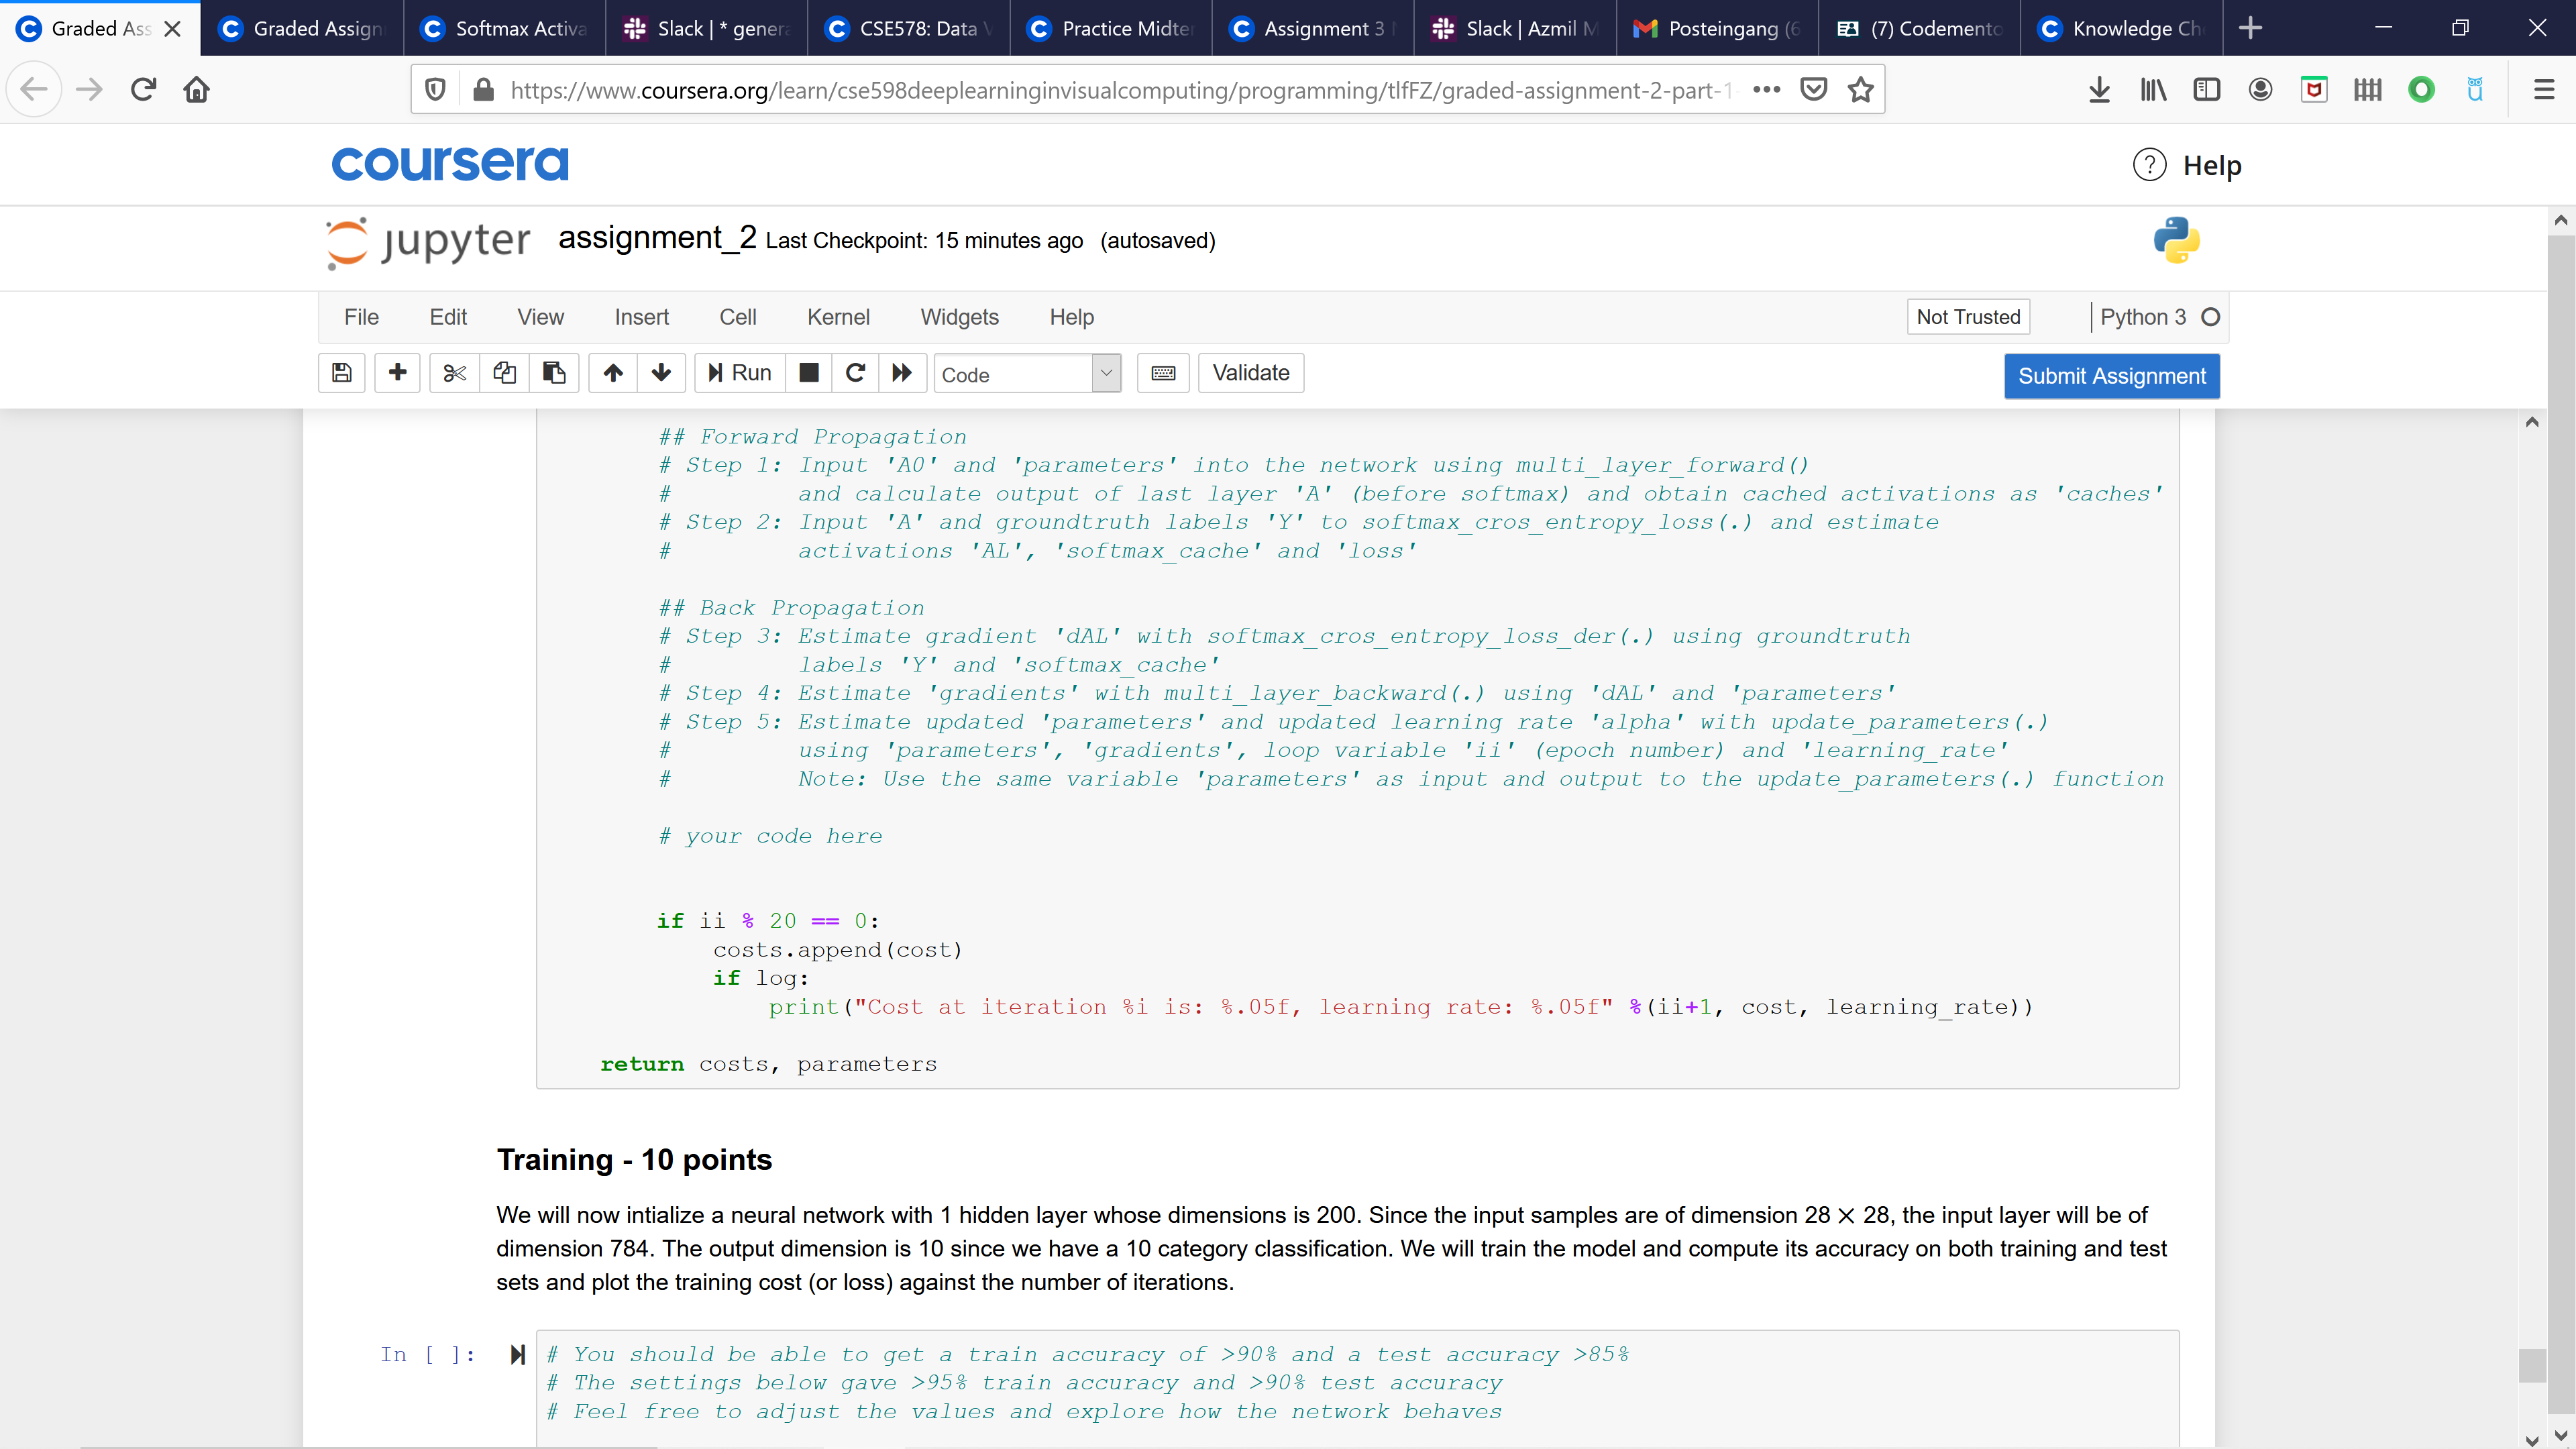 Graded Ass
Graded Assign
Softmax Activa
Slack | * genera
CSE578: Data V
Practice Midter
Assignment 3
Slack | Azmil M
Posteingang (6
(7) Codemento
Knowledge Ch
https://www.coursera.org/learn/cse598deeplearninginvisualcomputing/programming/tlfFZ/graded-assignment-2-part-1-
coursera
Help
jupyter assignment_2 Last Checkpoint: 15 minutes ago (autosaved)
File Edit View Insert Cell Kernel Widgets Help
Not Trusted
Python 3
Run
Code
Validate
Submit Assignment
## Forward Propagation
# Step 1: Input 'A0' and 'parameters' into the network using multi_layer_forward()
# and calculate output of last layer 'A' (before softmax) and obtain cached activations as 'caches'
# Step 2: Input 'A' and groundtruth labels 'Y' to softmax_cros_entropy_loss(.) and estimate
# activations 'AL', 'softmax_cache' and 'loss'
## Back Propagation
# Step 3: Estimate gradient 'dAL' with softmax_cros_entropy_loss_der(.) using groundtruth
# labels 'Y' and 'softmax_cache'
# Step 4: Estimate 'gradients' with multi_layer_backward(.) using 'dAL' and 'parameters'
# Step 5: Estimate updated 'parameters' and updated learning rate 'alpha' with update_parameters(.)
# using 'parameters', 'gradients', loop variable 'ii' (epoch number) and 'learning_rate'
# Note: Use the same variable 'parameters' as input and output to the update_parameters(.) function
# your code here
if ii % 20 == 0:
costs.append(cost)
if log:
print("Cost at iteration %i is: %.05f, learning rate: %.05f" %(ii+1, cost, learning_rate))
return costs, parameters
Training - 10 points
We will now intialize a neural network with 1 hidden layer whose dimensions is 200. Since the input samples are of dimension 28 × 28, the input layer will be of
dimension 784. The output dimension is 10 since we have a 10 category classification. We will train the model and compute its accuracy on both training and test
sets and plot the training cost (or loss) against the number of iterations.
In [ ]:
# You should be able to get a train accuracy of >90% and a test accuracy >85%
# The settings below gave >95% train accuracy and >90% test accuracy
# Feel free to adjust the values and explore how the network behaves